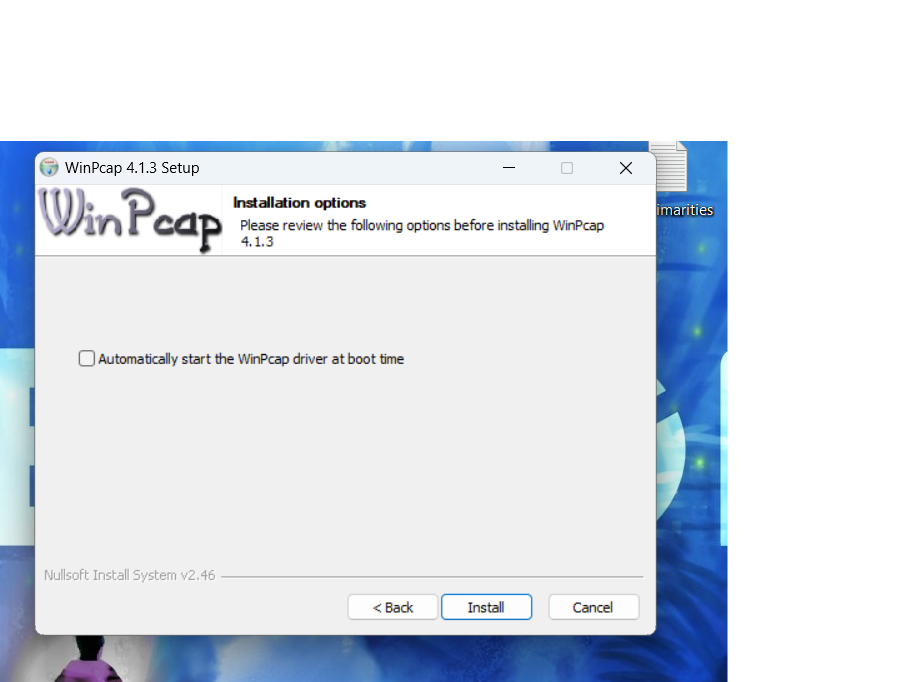 WinPcap 4.1.3 Setup
WinPcap
Installation options
Please review the following options before installing WinPcap
4.1.3
imarities
Automatically start the WinPcap driver at boot time
Nullsoft Install System v2.46
< Back
Install
Cancel